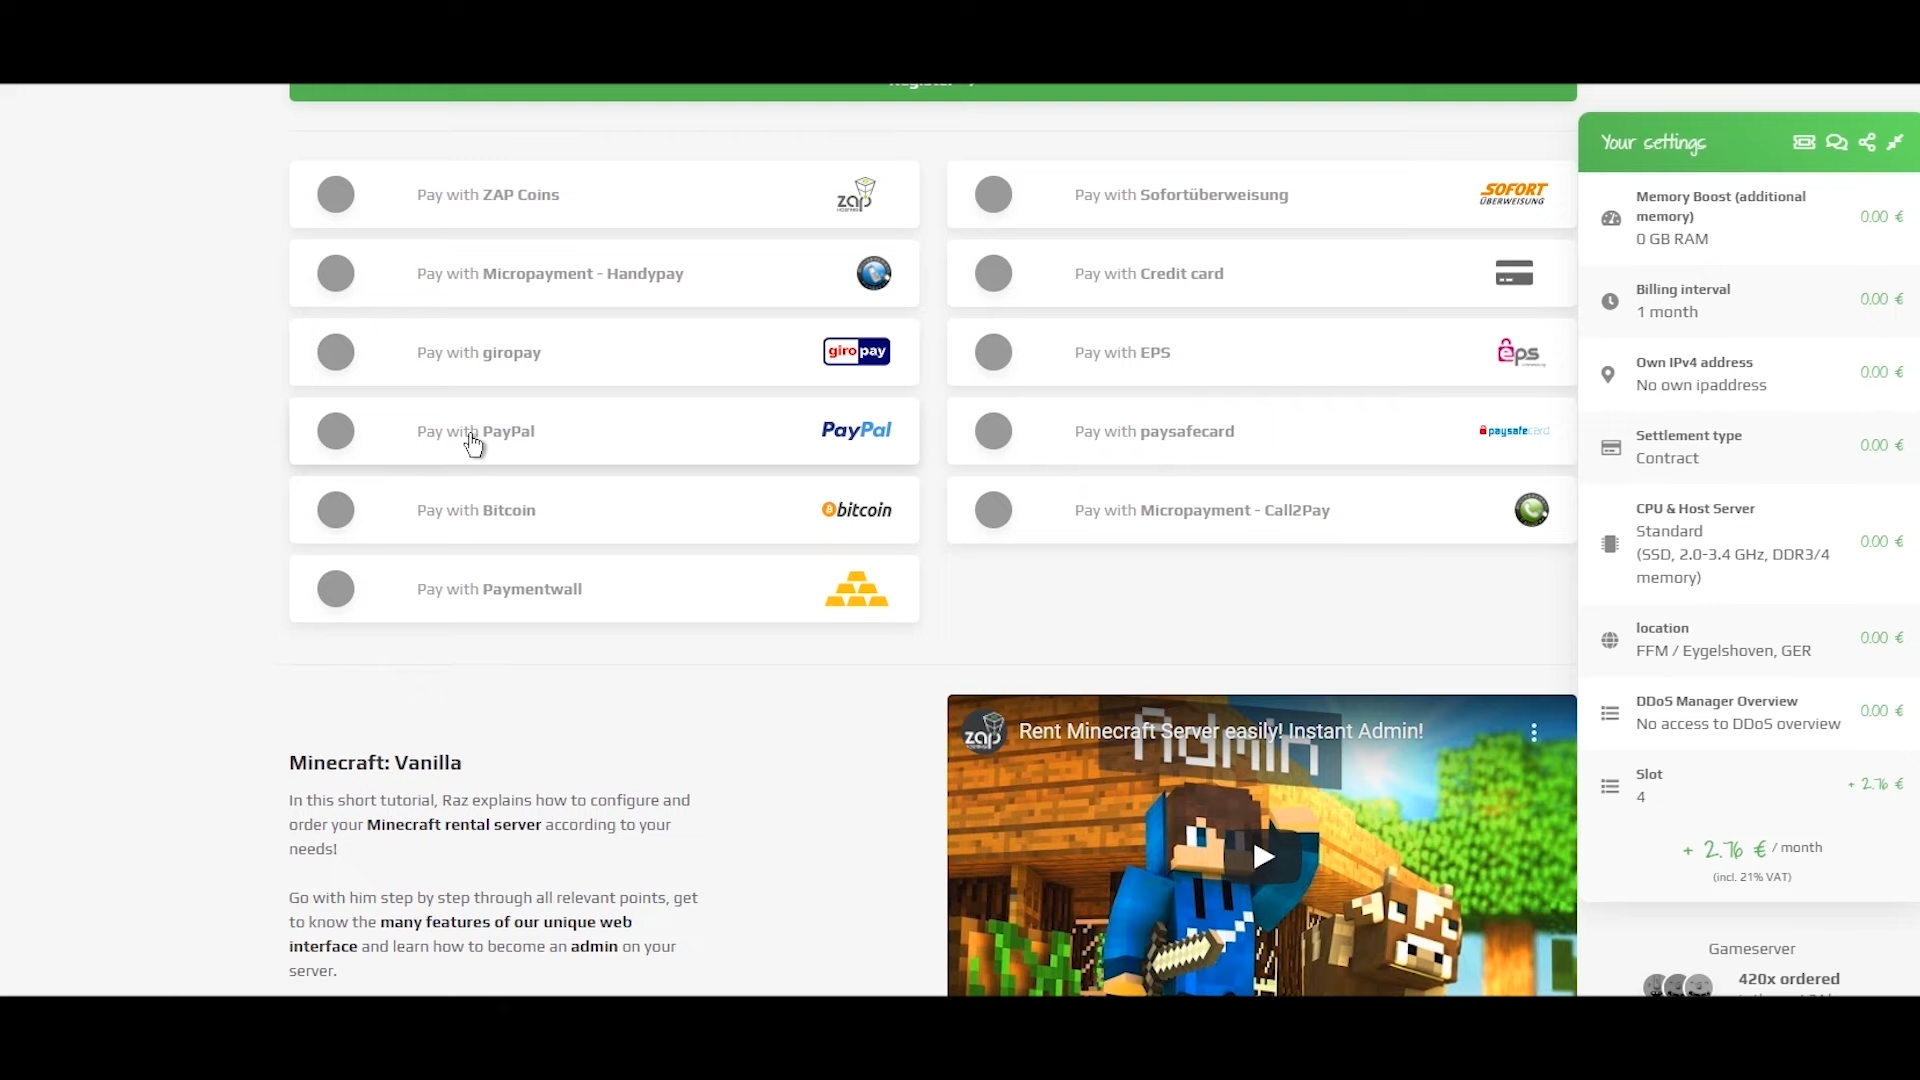 Pay with ZAP Coins
zap
Pay with Sofortüberweisung
SOFORT
ÜBERWEISUNG
Pay with Micropayment - Handypay
Pay with Credit card
Pay with giropay
giro pay
Pay with EPS
eps
Pay with PayPal
PayPal
Pay with paysafecard
paysafecard
Pay with Bitcoin
bitcoin
Pay with Micropayment - Call2Pay
Pay with Paymentwall
Minecraft: Vanilla
In this short tutorial, Raz explains how to configure and
order your Minecraft rental server according to your
needs!
Go with him step by step through all relevant points, get
to know the many features of our unique web
interface and learn how to become an admin on your
server.
zap
Rent Minecraft Server easily! Instant Admin!
Admin
Your settings
Memory Boost (additional
memory)
0 GB RAM
0.00 €
Billing interval
1 month
0.00 €
Own IPv4 address
No own ipaddress
0.00 €
Settlement type
Contract
0.00 €
CPU & Host Server
Standard
(SSD, 2.0-3.4 GHz, DDR3/4
memory)
0.00 €
location
FFM / Eygelshoven, GER
0.00 €
DDoS Manager Overview
No access to DDoS overview
0.00 €
Slot
4
+ 2.76 €
+ 2.76 € / month
(incl. 21% VAT)
Gameserver
420x ordered